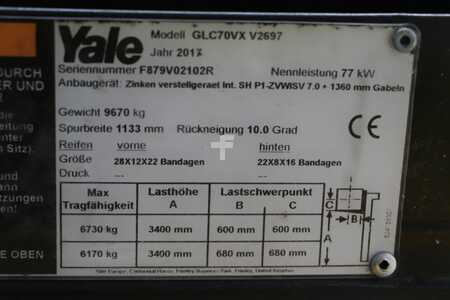 Yale
Modell GLC70VX V2697
Jahr 2017
DURCH
ER UND
Seriennummer F879V02102R Nennleistung 77 kW
Anbaugerät: Zinken verstellgeraet Int. SH P1-ZVWISV 7.0 + 1360 mm Gabeln
Gewicht 9670 kg
Spurbreite 1133 mm Rückneigung 10.0 Grad
Sitz).
Reifen vorne hinten
Größe 28X12X22 Bandagen 22X8X16 Bandagen
Druck --- ---
CE
Max Tragfähigkeit Lasthöhe A Lastschwerpunkt B C
6730 kg 3400 mm 600 mm 600 mm
6170 kg 3400 mm 680 mm 680 mm
C
B
A
E OBEN